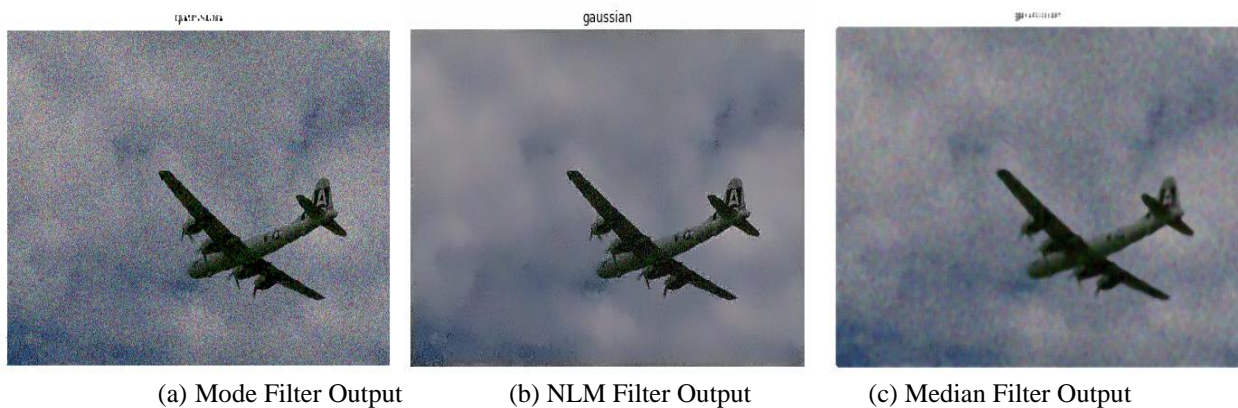 gaussian
A
A
A
(a) Mode Filter Output
(b) NLM Filter Output
(c) Median Filter Output